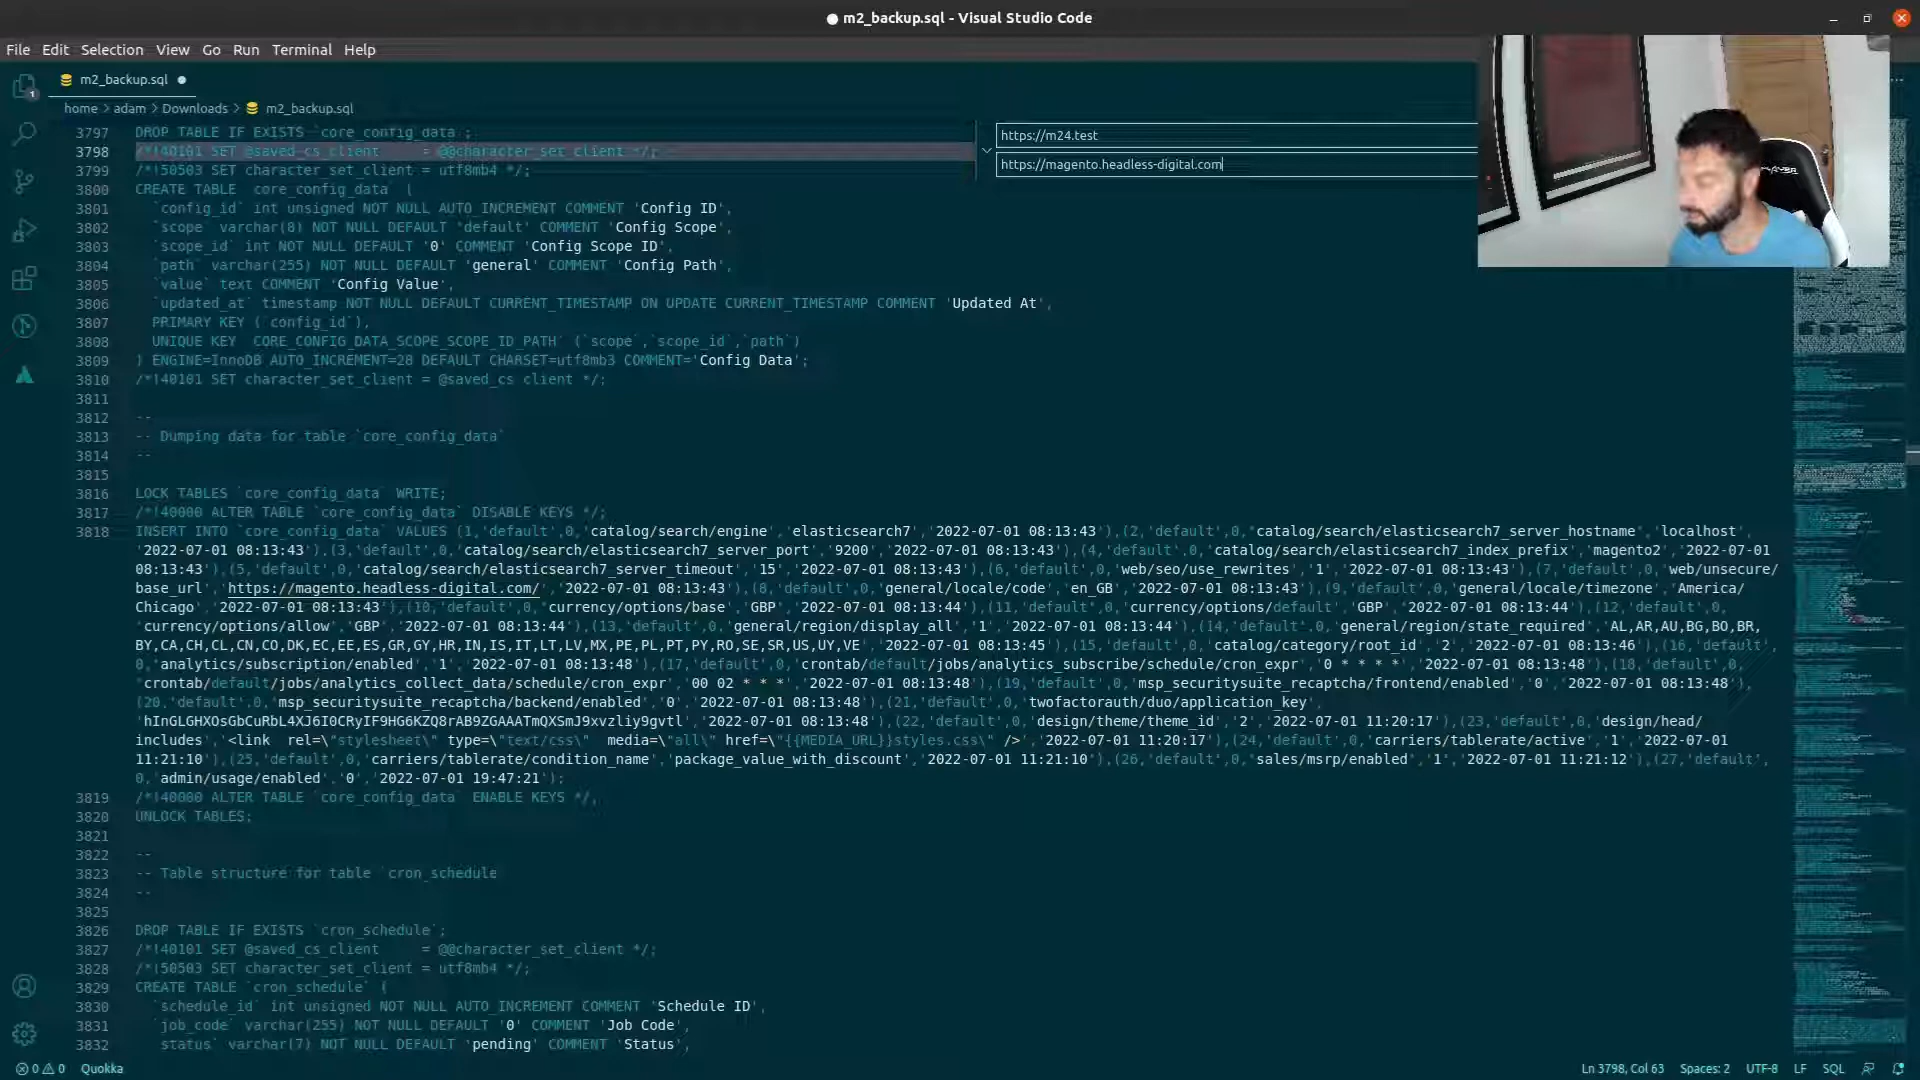 m2_backup.sql - Visual Studio Code
File Edit Selection View Go Run Terminal Help
m2_backup.sql
home > adam > Downloads > m2_backup.sql
https://m24.test
https://magento.headless-digital.com
3797 DROP TABLE IF EXISTS `core_config_data`;
3798 /*!40101 SET @saved_cs_client     = @@character_set_client */;
3799 /*!50503 SET character_set_client = utf8mb4 */;
3800 CREATE TABLE `core_config_data` (
3801 `config_id` int unsigned NOT NULL AUTO_INCREMENT COMMENT 'Config ID',
3802 `scope` varchar(8) NOT NULL DEFAULT 'default' COMMENT 'Config Scope',
3803 `scope_id` int NOT NULL DEFAULT '0' COMMENT 'Config Scope ID',
3804 `path` varchar(255) NOT NULL DEFAULT 'general' COMMENT 'Config Path',
3805 `value` text COMMENT 'Config Value',
3806 `updated_at` timestamp NOT NULL DEFAULT CURRENT_TIMESTAMP ON UPDATE CURRENT_TIMESTAMP COMMENT 'Updated At',
3807 PRIMARY KEY (`config_id`),
3808 UNIQUE KEY `CORE_CONFIG_DATA_SCOPE_SCOPE_ID_PATH` (`scope`,`scope_id`,`path`)
3809 ) ENGINE=InnoDB AUTO_INCREMENT=28 DEFAULT CHARSET=utf8mb3 COMMENT='Config Data';
3810 /*!40101 SET character_set_client = @saved_cs_client */;
3811
3812 --
3813 -- Dumping data for table `core_config_data`
3814 --
3815
3816 LOCK TABLES `core_config_data` WRITE;
3817 /*!40000 ALTER TABLE `core_config_data` DISABLE KEYS */;
3818 INSERT INTO `core_config_data` VALUES (1,'default',0,'catalog/search/engine','elasticsearch7','2022-07-01 08:13:43'),(2,'default',0,'catalog/search/elasticsearch7_server_hostname','localhost'
'2022-07-01 08:13:43'),(3,'default',0,'catalog/search/elasticsearch7_server_port','9200','2022-07-01 08:13:43'),(4,'default',0,'catalog/search/elasticsearch7_index_prefix','magento2','2022-07-01
08:13:43'),(5,'default',0,'catalog/search/elasticsearch7_server_timeout','15','2022-07-01 08:13:43'),(6,'default',0,'web/seo/use_rewrites','1','2022-07-01 08:13:43'),(7,'default',0,'web/unsecure/
base_url','https://magento.headless-digital.com/','2022-07-01 08:13:43'),(8,'default',0,'general/locale/code','en_GB','2022-07-01 08:13:43'),(9,'default',0,'general/locale/timezone','America/
Chicago','2022-07-01 08:13:43'),(10,'default',0,'currency/options/base','GBP','2022-07-01 08:13:44'),(11,'default',0,'currency/options/default','GBP','2022-07-01 08:13:44'),(12,'default',0,
'currency/options/allow','GBP','2022-07-01 08:13:44'),(13,'default',0,'general/region/display_all','1','2022-07-01 08:13:44'),(14,'default',0,'general/region/state_required','AL,AR,AU,BG,BO,BR,
BY,CA,CH,CL,CN,CO,DK,EC,EE,ES,GR,GY,HR,IN,IS,IT,LT,LV,MX,PE,PL,PT,PY,RO,SE,SR,US,UY,VE','2022-07-01 08:13:45'),(15,'default',0,'catalog/category/root_id','2','2022-07-01 08:13:46'),(16,'default',
0,'analytics/subscription/enabled','1','2022-07-01 08:13:48'),(17,'default',0,'crontab/default/jobs/analytics_subscribe/schedule/cron_expr','0 * * * *','2022-07-01 08:13:48'),(18,'default',0,
'crontab/default/jobs/analytics_collect_data/schedule/cron_expr','00 02 * * *','2022-07-01 08:13:48'),(19,'default',0,'msp_securitysuite_recaptcha/frontend/enabled','0','2022-07-01 08:13:48'),
(20,'default',0,'msp_securitysuite_recaptcha/backend/enabled','0','2022-07-01 08:13:48'),(21,'default',0,'twofactorauth/duo/application_key',
'hInGLGHXOsGbCuRbL4XJ6I0CRyIF9HG6KZQ8rAB9ZGAAATmQXSmJ9xvzliy9gvtl','2022-07-01 08:13:48'),(22,'default',0,'design/theme/theme_id','2','2022-07-01 11:20:17'),(23,'default',0,'design/head/
includes','<link  rel=\"stylesheet\" type=\"text/css\"  media=\"all\" href=\"{{MEDIA_URL}}styles.css\" />','2022-07-01 11:20:17'),(24,'default',0,'carriers/tablerate/active','1','2022-07-01
11:21:10'),(25,'default',0,'carriers/tablerate/condition_name','package_value_with_discount','2022-07-01 11:21:10'),(26,'default',0,'sales/msrp/enabled','1','2022-07-01 11:21:12'),(27,'default',
0,'admin/usage/enabled','0','2022-07-01 19:47:21');
3819 /*!40000 ALTER TABLE `core_config_data` ENABLE KEYS */;
3820 UNLOCK TABLES;
3821
3822 --
3823 -- Table structure for table `cron_schedule`
3824 --
3825
3826 DROP TABLE IF EXISTS `cron_schedule`;
3827 /*!40101 SET @saved_cs_client     = @@character_set_client */;
3828 /*!50503 SET character_set_client = utf8mb4 */;
3829 CREATE TABLE `cron_schedule` (
3830 `schedule_id` int unsigned NOT NULL AUTO_INCREMENT COMMENT 'Schedule ID',
3831 `job_code` varchar(255) NOT NULL DEFAULT '0' COMMENT 'Job Code',
3832 `status` varchar(7) NOT NULL DEFAULT 'pending' COMMENT 'Status',
0 0 Quokka Ln 3798, Col 63 Spaces: 2 UTF-8 LF SQL